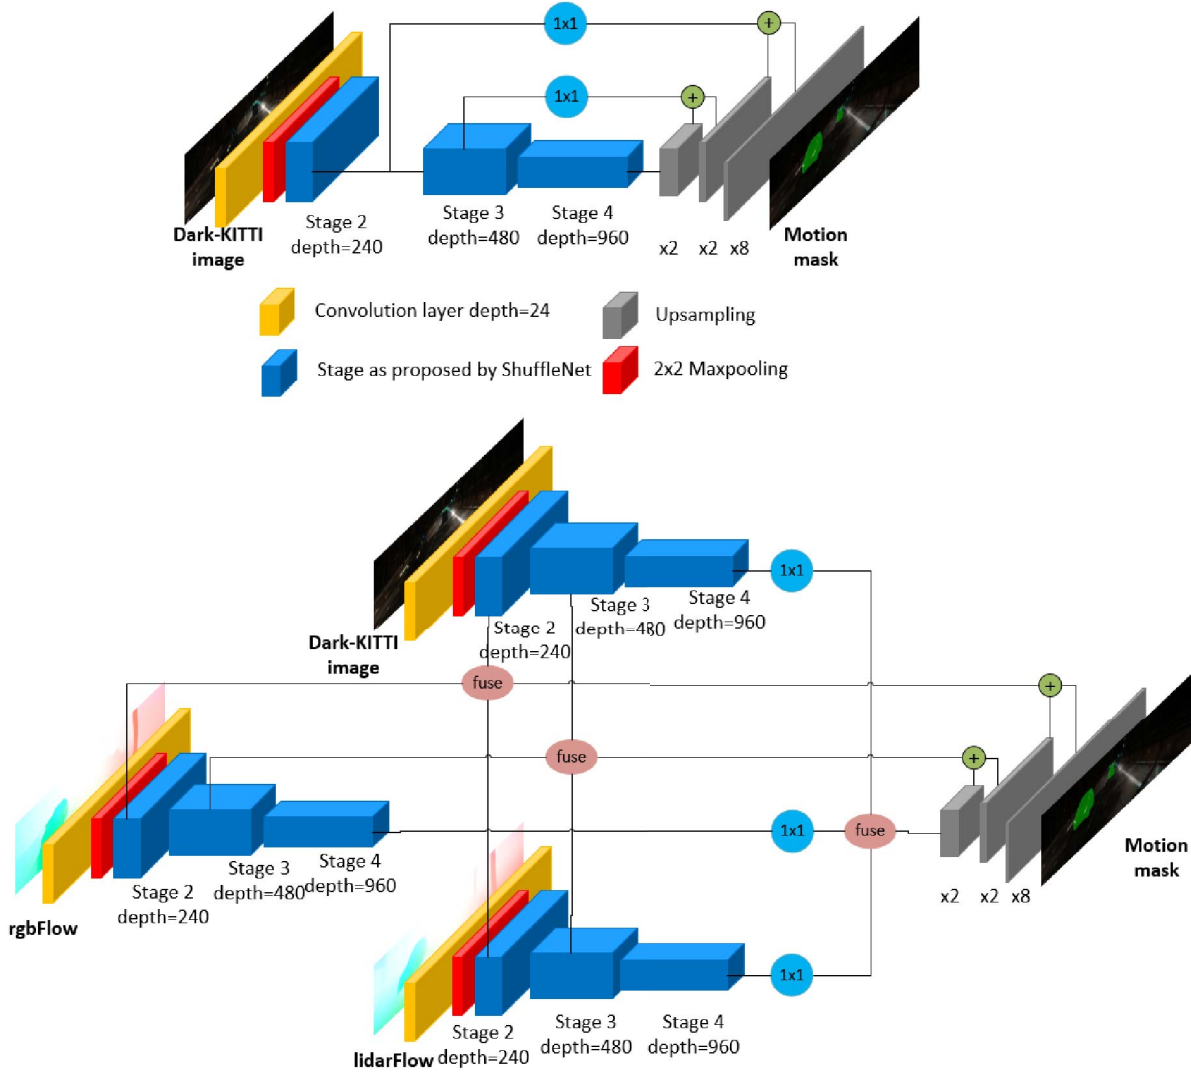 1x1
+
1x1
+
Stage 2
depth=240
Stage 3
depth=480
Stage 4
depth=960
Dark-KITTI
image
x2
x2
x8
Motion
mask
Convolution layer depth=24
Upsampling
Stage as proposed by ShuffleNet
2x2 Maxpooling
1x1
Stage 2
depth=240
Stage 3
depth=480
Stage 4
depth=960
Dark-KITTI
image
fuse
+
fuse
+
1x1
fuse
Stage 2
depth=240
Stage 3
depth=480
Stage 4
depth=960
rgbFlow
x2
x2
x8
Motion
mask
1x1
Stage 2
depth=240
Stage 3
depth=480
Stage 4
depth=960
lidarFlow